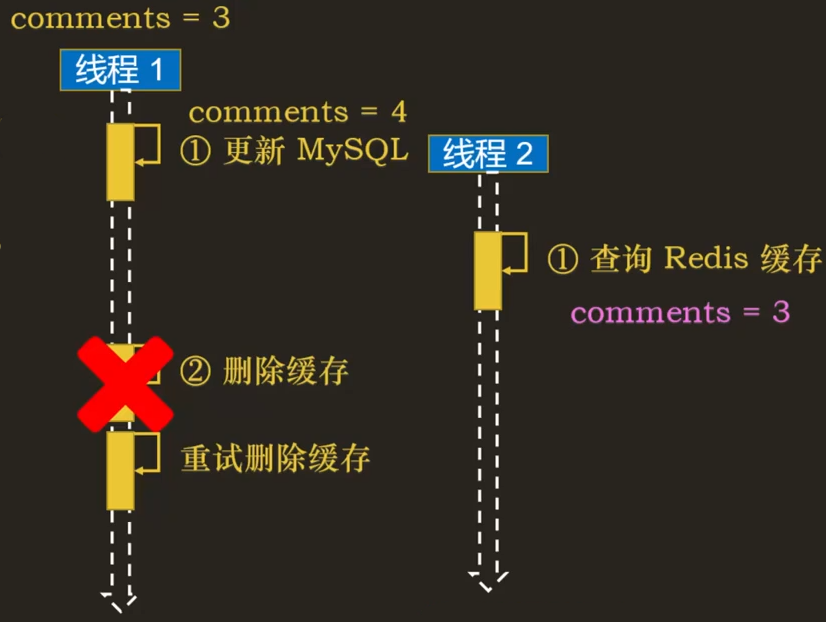 comments = 3
线程 1
comments = 4
① 更新 MySQL
线程 2
① 查询 Redis 缓存
comments = 3
② 删除缓存
重试删除缓存